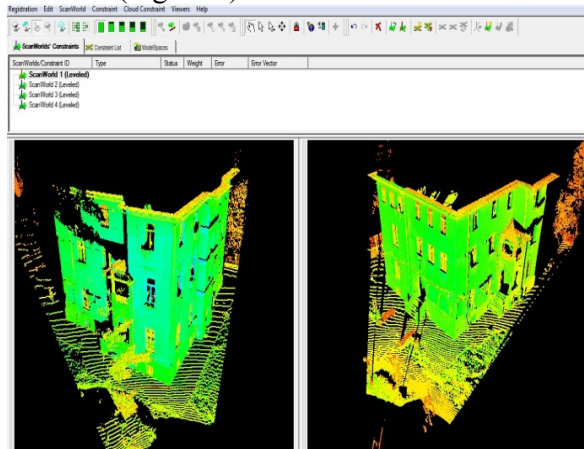 Registration Edit ScanWorld Constraint Cloud Constraint Viewers Help
ScanWorlds' Constraints Constraint List ModelSpaces
ScanWorlds/Constraint ID Type Status Weight Error Error Vector
ScanWorld 1 (Leveled)
ScanWorld 2 (Leveled)
ScanWorld 3 (Leveled)
ScanWorld 4 (Leveled)